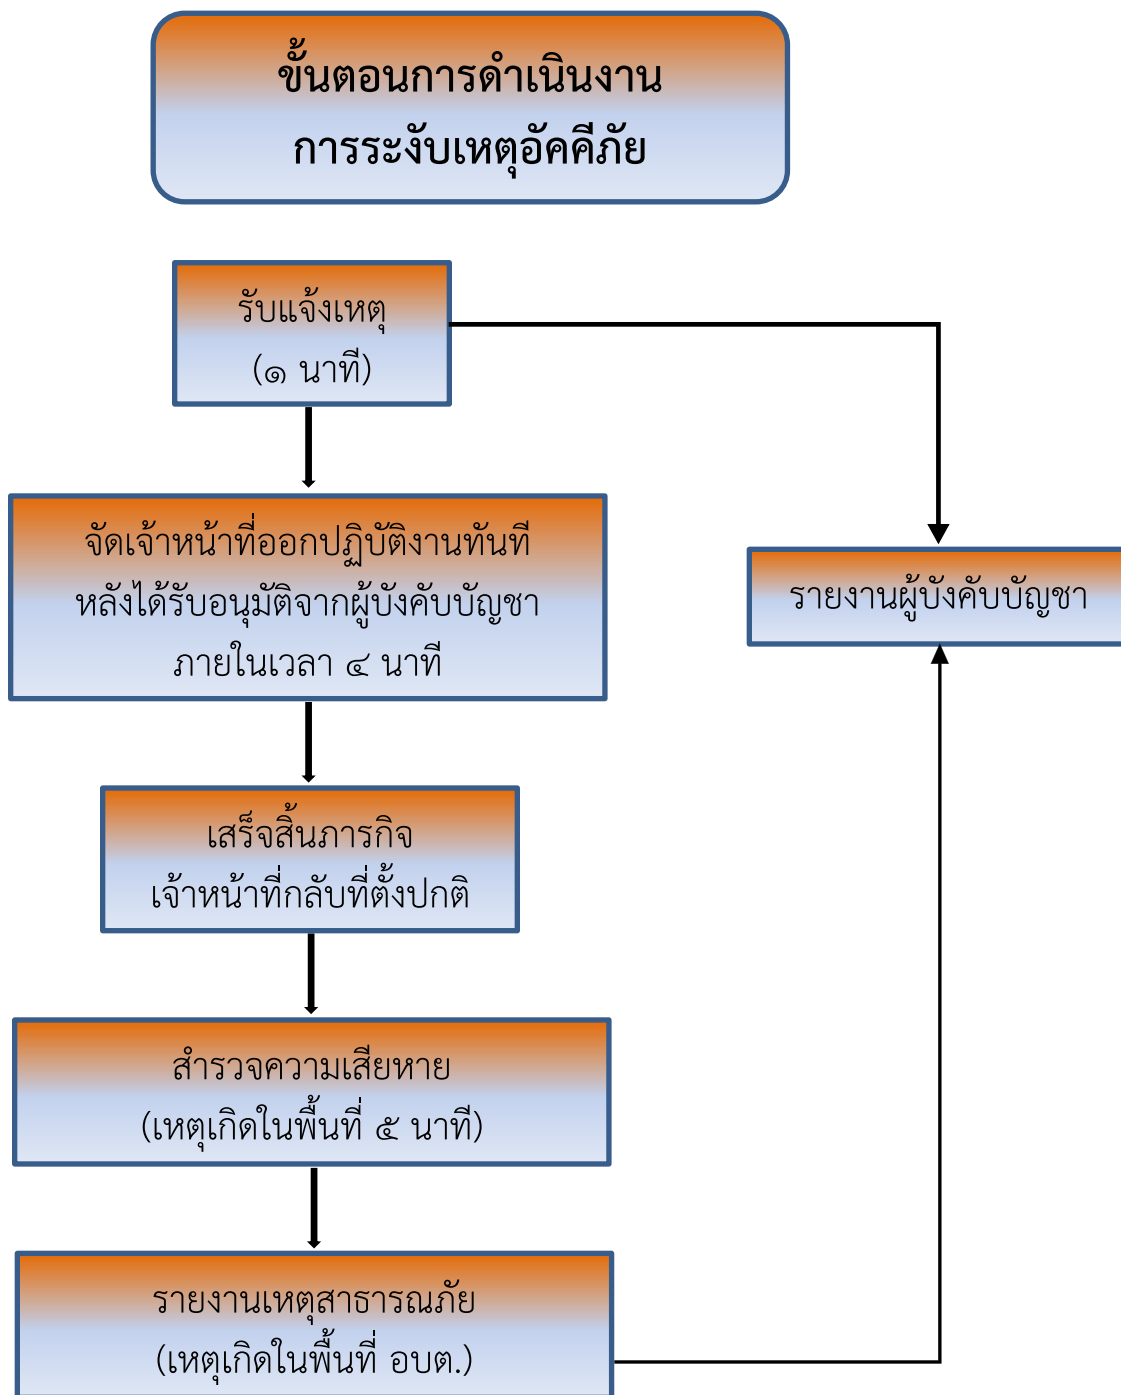 ขั้นตอนการดำเนินงาน
การระงับเหตุอัคคีภัย
รับแจ้งเหตุ
(๑ นาที)
จัดเจ้าหน้าที่ออกปฏิบัติงานทันที
หลังได้รับอนุมัติจากผู้บังคับบัญชา
ภายในเวลา ๔ นาที
รายงานผู้บังคับบัญชา
เสร็จสิ้นภารกิจ
เจ้าหน้าที่กลับที่ตั้งปกติ
สำรวจความเสียหาย
(เหตุเกิดในพื้นที่ ๕ นาที)
รายงานเหตุสาธารณภัย
(เหตุเกิดในพื้นที่ อบต.)